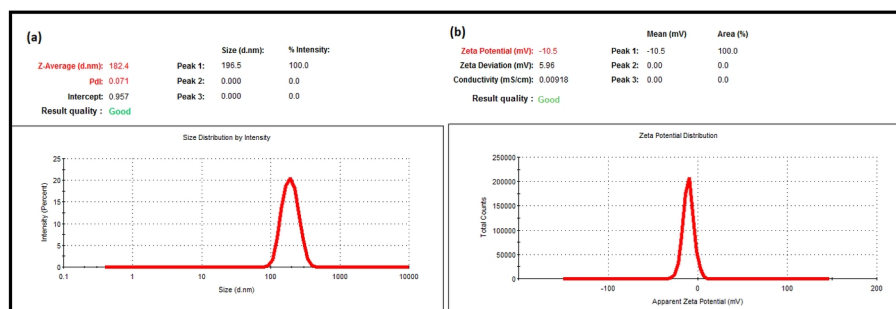 (a)
Size (d.nm): % Intensity:
Z-Average (d.nm): 182.4 Peak 1: 196.5 100.0
PdI: 0.071 Peak 2: 0.000 0.0
Intercept: 0.957 Peak 3: 0.000 0.0
Result quality : Good
Size Distribution by Intensity
Intensity (Percent)
25
20
15
10
5
0
0.1 1 10 100 1000 10000
Size (d.nm)
(b)
Mean (mV) Area (%)
Zeta Potential (mV): -10.5 Peak 1: -10.5 100.0
Zeta Deviation (mV): 5.96 Peak 2: 0.00 0.0
Conductivity (mS/cm): 0.00918 Peak 3: 0.00 0.0
Result quality : Good
Zeta Potential Distribution
Total Counts
250000
200000
150000
100000
50000
0
-100 0 100 200
Apparent Zeta Potential (mV)